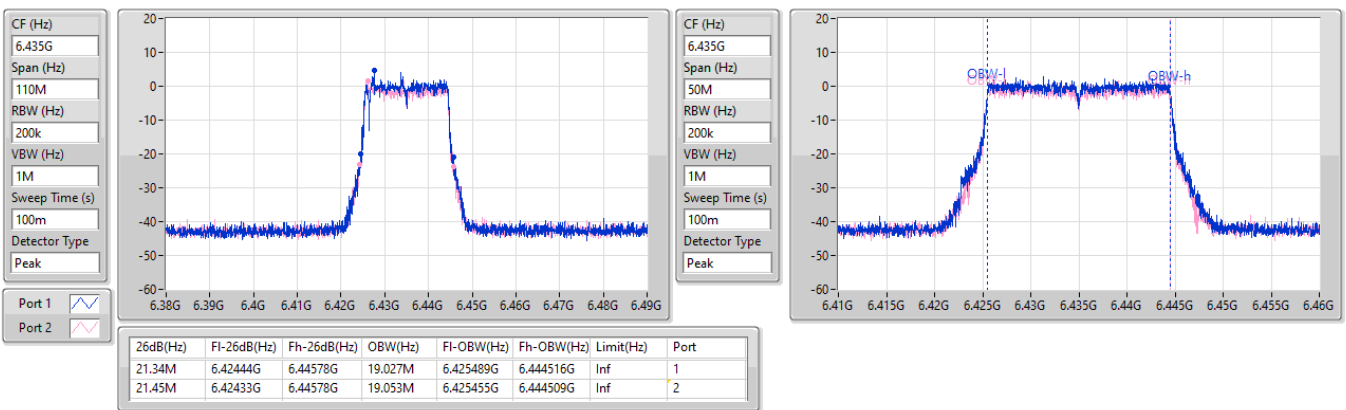 CF (Hz)
6.435G
Span (Hz)
110M
RBW (Hz)
200k
VBW (Hz)
1M
Sweep Time (s)
100m
Detector Type
Peak
Port 1
Port 2
20
10
0
-10
-20
-30
-40
-50
-60
6.38G 6.39G 6.4G 6.41G 6.42G 6.43G 6.44G 6.45G 6.46G 6.47G 6.48G 6.49G
CF (Hz)
6.435G
Span (Hz)
50M
RBW (Hz)
200k
VBW (Hz)
1M
Sweep Time (s)
100m
Detector Type
Peak
20
10
0
-10
-20
-30
-40
-50
-60
OBW-l OBW-h
6.41G 6.415G 6.42G 6.425G 6.43G 6.435G 6.44G 6.445G 6.45G 6.455G 6.46G
26dB(Hz) Fl-26dB(Hz) Fh-26dB(Hz) OBW(Hz) Fl-OBW(Hz) Fh-OBW(Hz) Limit(Hz) Port
21.34M 6.42444G 6.44578G 19.027M 6.425489G 6.444516G Inf 1
21.45M 6.42433G 6.44578G 19.053M 6.425455G 6.444509G Inf 2